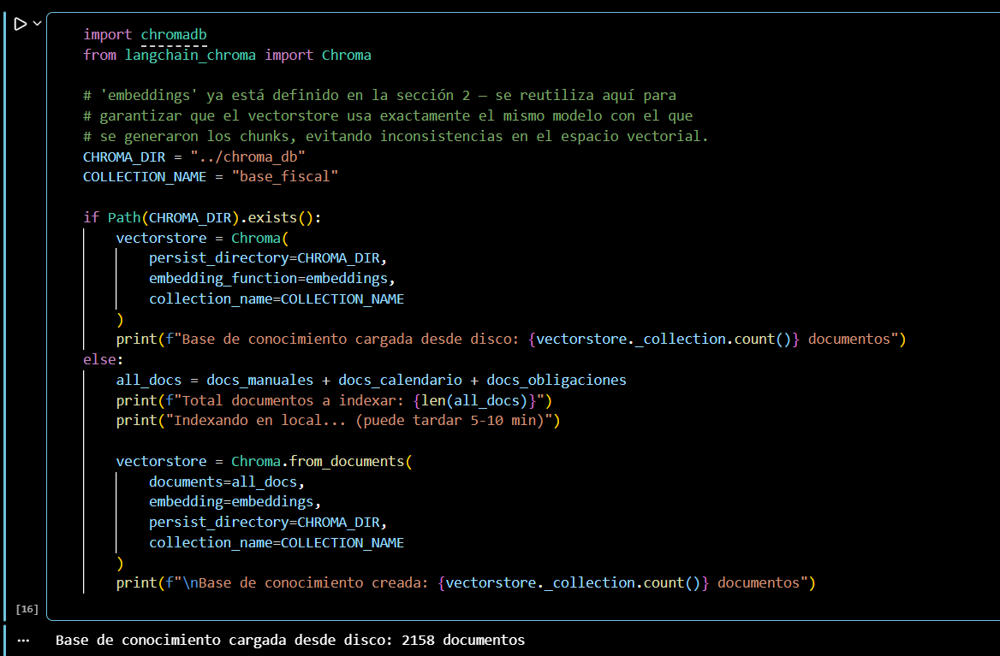 import chromadb
from langchain_chroma import Chroma

# 'embeddings' ya está definido en la sección 2 — se reutiliza aquí para
# garantizar que el vectorstore usa exactamente el mismo modelo con el que
# se generaron los chunks, evitando inconsistencias en el espacio vectorial.
CHROMA_DIR = "../chroma_db"
COLLECTION_NAME = "base_fiscal"

if Path(CHROMA_DIR).exists():
    vectorstore = Chroma(
        persist_directory=CHROMA_DIR,
        embedding_function=embeddings,
        collection_name=COLLECTION_NAME
    )
    print(f"Base de conocimiento cargada desde disco: {vectorstore._collection.count()} documentos")
else:
    all_docs = docs_manuales + docs_calendario + docs_obligaciones
    print(f"Total documentos a indexar: {len(all_docs)}")
    print("Indexando en local... (puede tardar 5-10 min)")

    vectorstore = Chroma.from_documents(
        documents=all_docs,
        embedding=embeddings,
        persist_directory=CHROMA_DIR,
        collection_name=COLLECTION_NAME
    )
    print(f"\nBase de conocimiento creada: {vectorstore._collection.count()} documentos")
[16]
... Base de conocimiento cargada desde disco: 2158 documentos